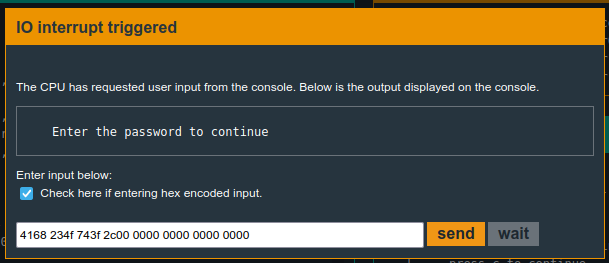 IO interrupt triggered
The CPU has requested user input from the console. Below is the output displayed on the console.
Enter the password to continue
Enter input below:
Check here if entering hex encoded input.
4168 234f 743f 2c00 0000 0000 0000 0000
send
wait
press c to continue